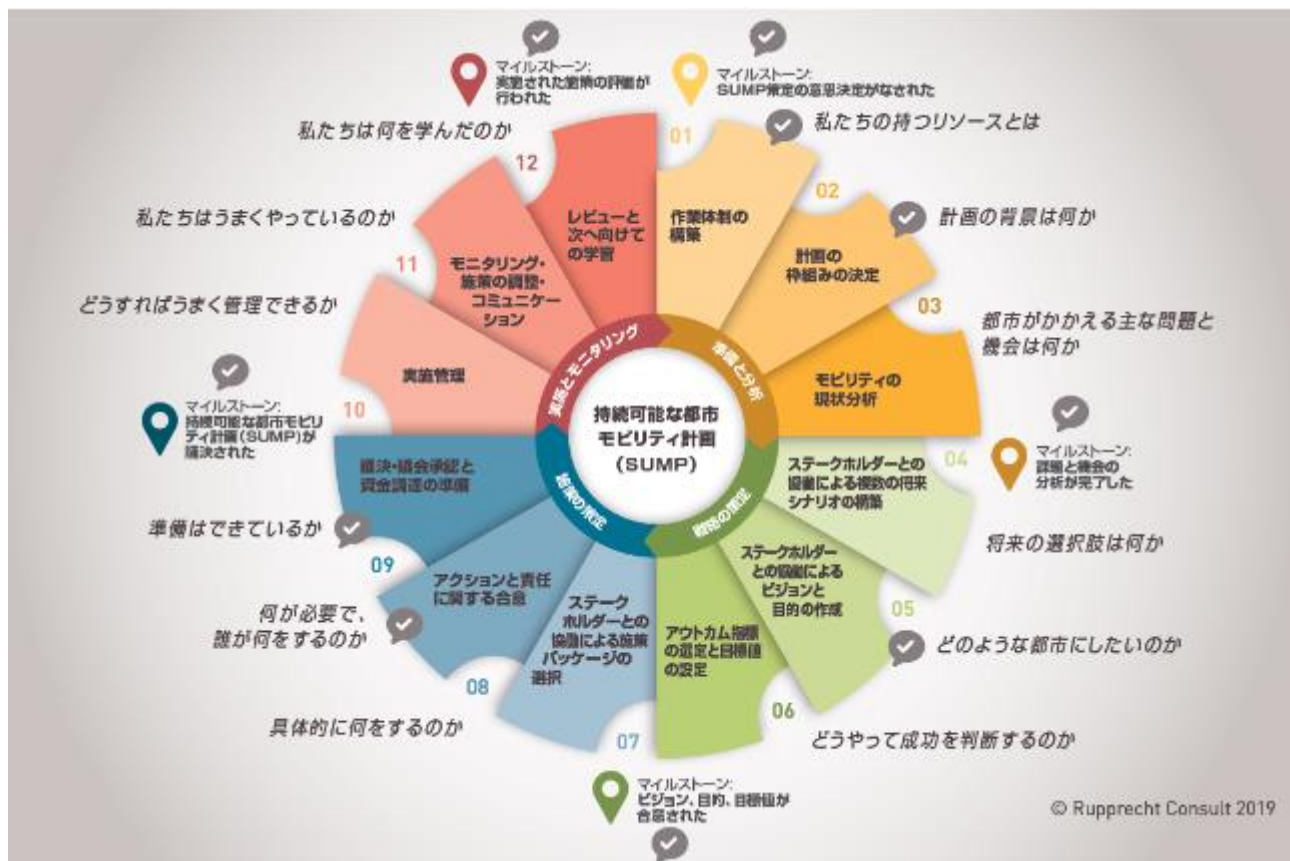 マイルストーン:
実施された施策の評価が
行われた
マイルストーン:
SUMP策定の意思決定がなされた
私たちは何を学んだのか
私たちの持つリソースとは
私たちはうまくやっているのか
計画の背景は何か
どうすればうまく管理できるか
都市がかかえる主な問題と
機会は何か
マイルストーン:
持続可能な都市モビリ
ティ計画(SUMP)が
議決された
マイルストーン:
課題と機会の
分析が完了した
準備はできているか
将来の選択肢は何か
何が必要で、
誰が何をするのか
どのような都市にしたいのか
具体的に何をするのか
どうやって成功を判断するのか
マイルストーン:
ビジョン、目的、目標値が
合意された
01
作業体制の
構築
02
計画の
枠組みの決定
03
モビリティの
現状分析
04
ステークホルダーとの
協働による複数の将来
シナリオの構築
05
ステークホルダー
との協働による
ビジョンと
目的の作成
06
アウトカム指標
の選定と目標値
の設定
07
ステーク
ホルダーとの
協働による施策
パッケージの
選択
08
アクションと責任
に関する合意
09
議決・議会承認と
資金調達の準備
10
実施管理
11
モニタリング・
施策の調整・
コミュニケー
ション
12
レビューと
次へ向けて
の学習
準備と分析
戦略の策定
施策の策定
実施とモニタリング
持続可能な都市
モビリティ計画
(SUMP)
© Rupprecht Consult 2019